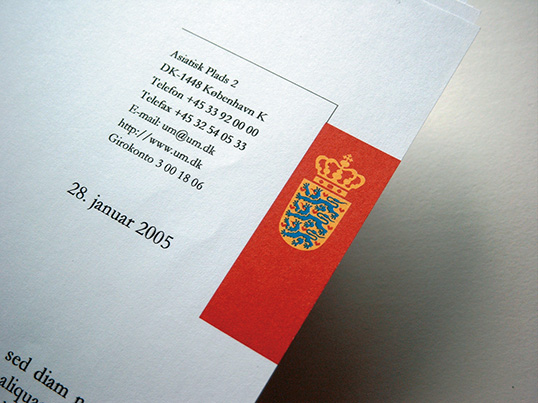 Asiatisk Plads 2
DK-1448 København K
Telefon +45 33 92 00 00
Telefax +45 32 54 05 33
E-mail: um@um.dk
http://www.um.dk
Girokonto 3 00 18 06
28. januar 2005
sed diam
aliqua